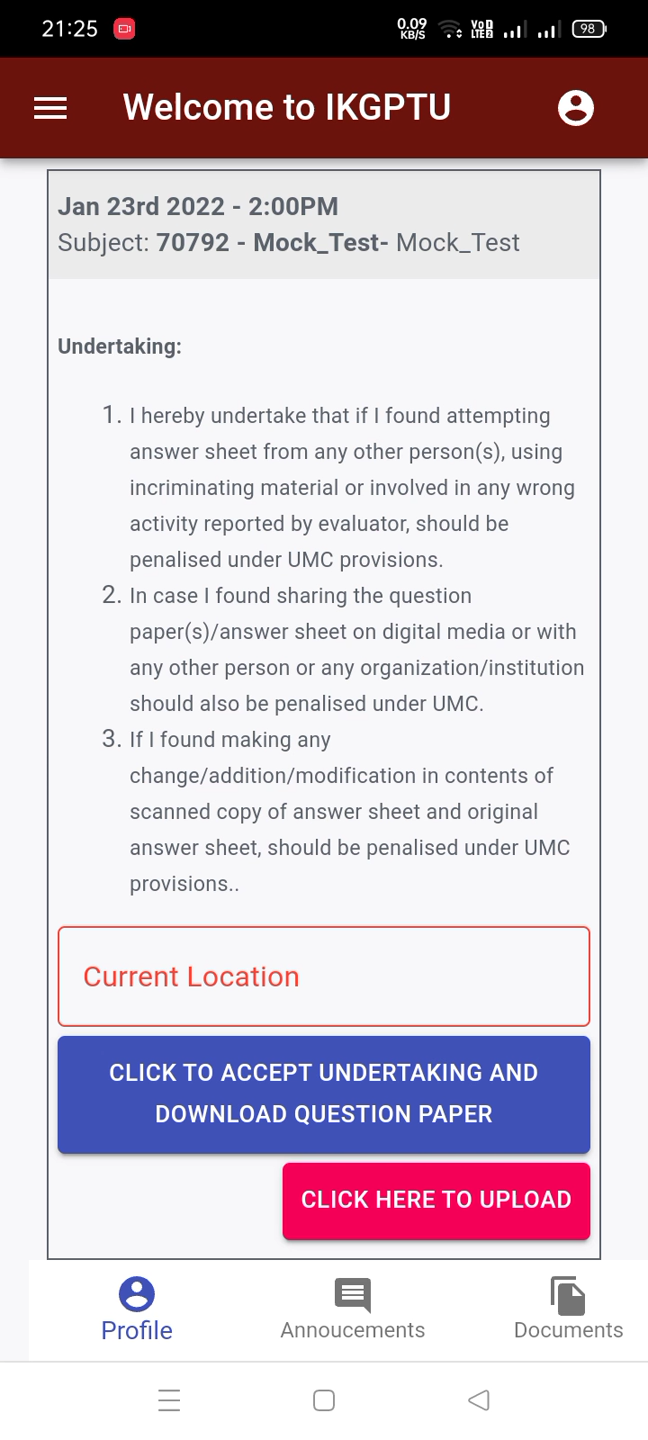 21:25 0.09 KB/S VoD LTE2 98
Welcome to IKGPTU
Jan 23rd 2022 - 2:00PM
Subject: 70792 - Mock_Test- Mock_Test
Undertaking:
1. I hereby undertake that if I found attempting
answer sheet from any other person(s), using
incriminating material or involved in any wrong
activity reported by evaluator, should be
penalised under UMC provisions.
2. In case I found sharing the question
paper(s)/answer sheet on digital media or with
any other person or any organization/institution
should also be penalised under UMC.
3. If I found making any
change/addition/modification in contents of
scanned copy of answer sheet and original
answer sheet, should be penalised under UMC
provisions..
Current Location
CLICK TO ACCEPT UNDERTAKING AND
DOWNLOAD QUESTION PAPER
CLICK HERE TO UPLOAD
Profile Annoucements Documents